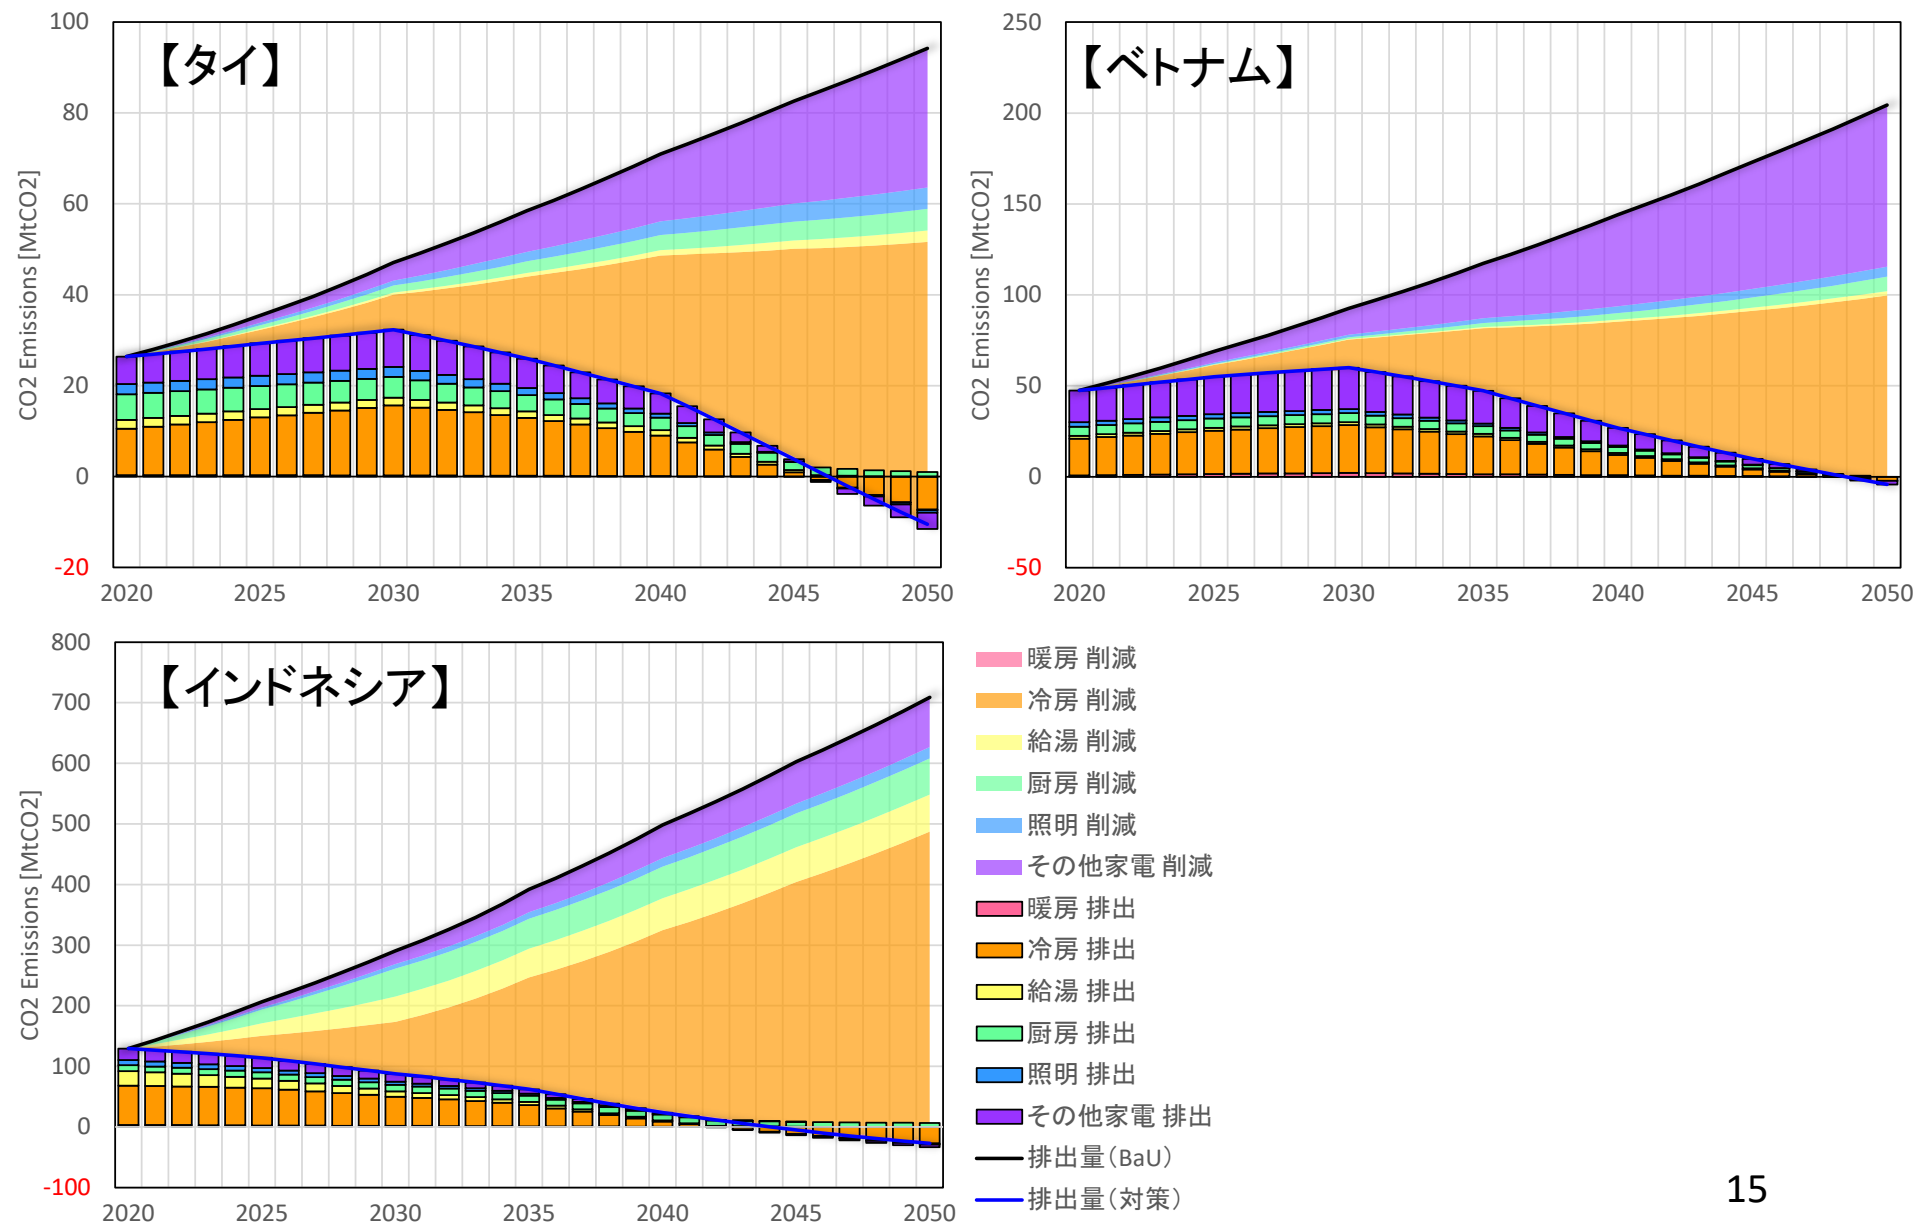 【タイ】
CO2 Emissions [MtCO2]
100
80
60
40
20
0
-20
2020 2025 2030 2035 2040 2045 2050
【ベトナム】
CO2 Emissions [MtCO2]
250
200
150
100
50
0
-50
2020 2025 2030 2035 2040 2045 2050
【インドネシア】
CO2 Emissions [MtCO2]
800
700
600
500
400
300
200
100
0
-100
2020 2025 2030 2035 2040 2045 2050
暖房 削減
冷房 削減
給湯 削減
厨房 削減
照明 削減
その他家電 削減
暖房 排出
冷房 排出
給湯 排出
厨房 排出
照明 排出
その他家電 排出
排出量（BaU）
排出量（対策）
15